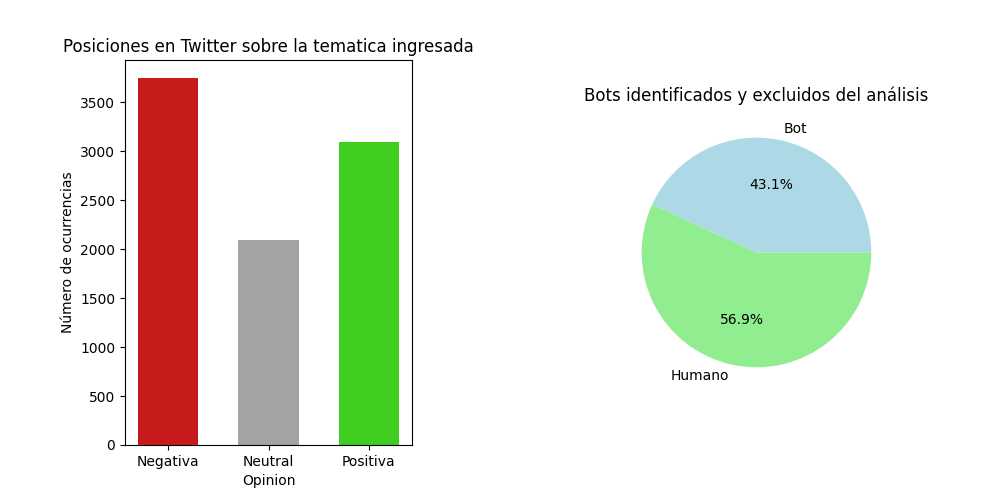 Posiciones en Twitter sobre la tematica ingresada
Número de ocurrencias
3500
3000
2500
2000
1500
1000
500
0
Negativa
Neutral
Positiva
Opinion
Bots identificados y excluidos del análisis
Bot
43.1%
56.9%
Humano